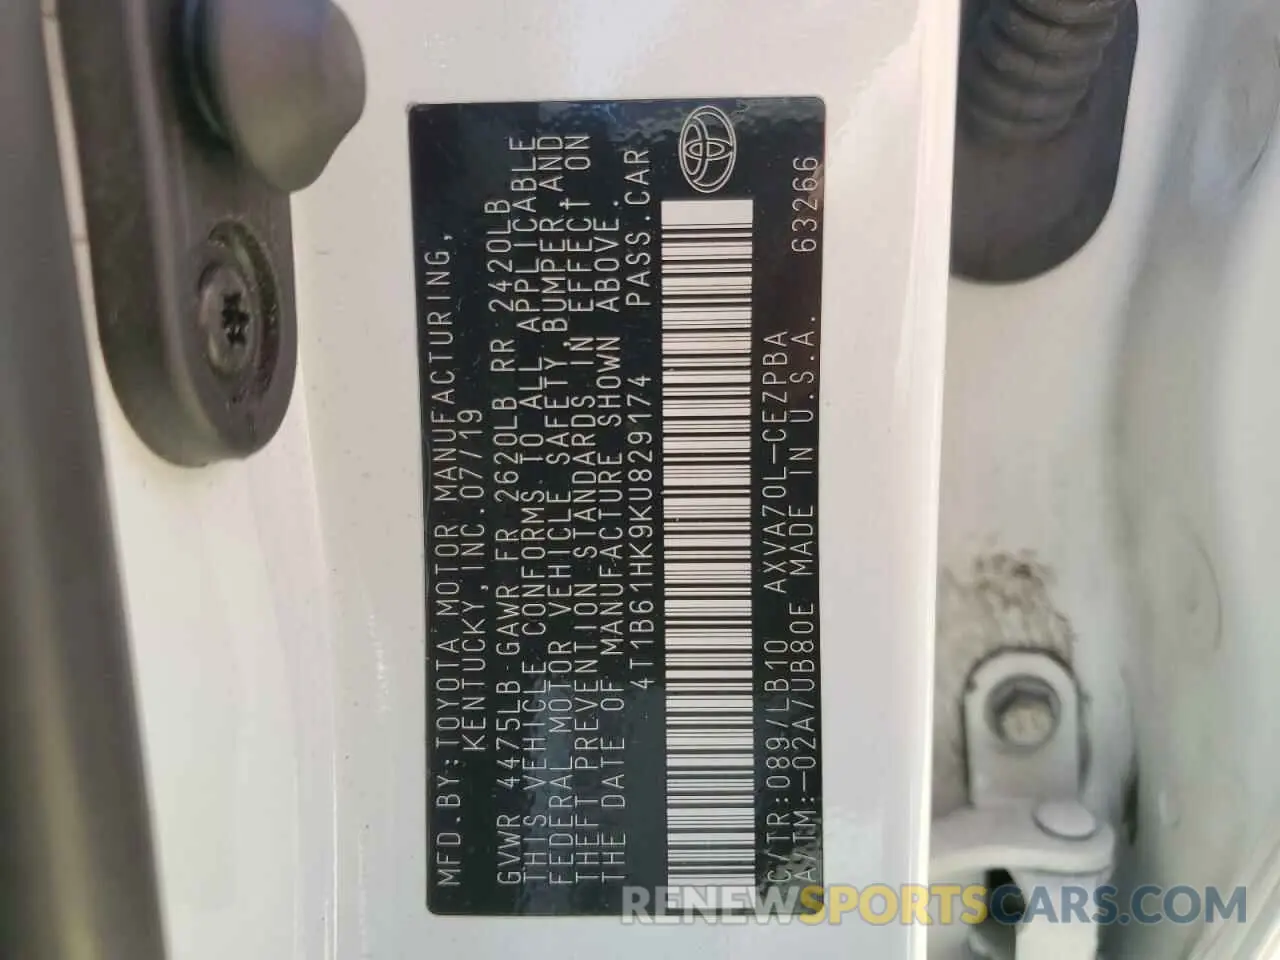 MFD.BY:TOYOTA MOTOR MANUFACTURING,
KENTUCKY,INC.07/19
GVWR 4475LB GAWR FR 2620LB RR 2420LB
THIS VEHICLE CONFORMS TO ALL APPLICABLE
FEDERAL MOTOR VEHICLE SAFETY,BUMPER,AND
THEFT PREVENTION STANDARDS IN EFFECT ON
THE DATE OF MANUFACTURE SHOWN ABOVE.
4T1B61HK9KU829174 PASS.CAR
C/TR:089/LB10 AXVA70L-CEZPBA
A/TM:-02A/UB80E MADE IN U.S.A. 63266
RENEWSPORTSCARS.COM